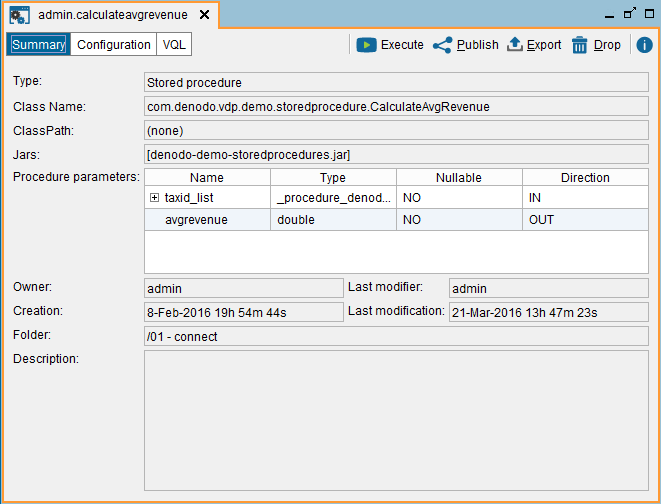 admin.calculateavgrevenue
Summary Configuration VQL Execute Publish Export Drop
Type: Stored procedure
Class Name: com.denodo.vdp.demo.storedprocedure.CalculateAvgRevenue
ClassPath: (none)
Jars: [denodo-demo-storedprocedures.jar]
Procedure parameters: Name Type Nullable Direction
taxid_list _procedure_denod... NO IN
avgrevenue double NO OUT
Owner: admin Last modifier: admin
Creation: 8-Feb-2016 19h 54m 44s Last modification: 21-Mar-2016 13h 47m 23s
Folder: /01 - connect
Description: